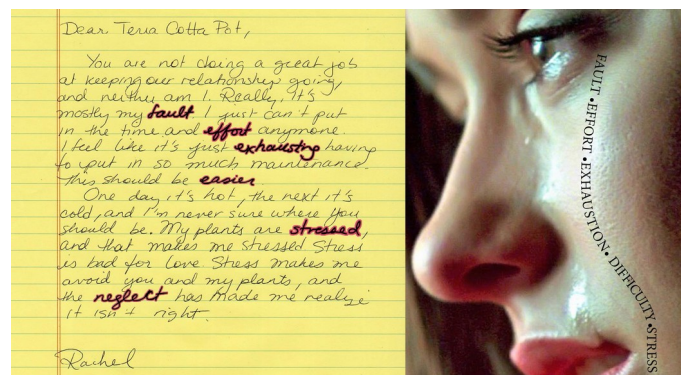 Dear Terra Cotta Pot,
You are not doing a great job
at keeping our relationship going,
and neither am I. Really, it's
mostly my fault. I just can't put
in the time and effort anymore.
I feel like it's just exhausting having
to put in so much maintenance.
This should be easier.
One day it's hot, the next it's
cold, and I'm never sure where you
should be. My plants are stressed,
and that makes me stressed Stress
is bad for love Stress makes me
avoid you and my plants, and
the neglect has made me realize
it isn't right.
Rachel
FAULT • EFFORT • EXHAUSTION • DIFFICULTY • STRESS